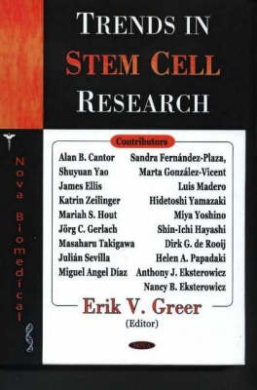 TRENDS IN
STEM CELL
RESEARCH
Contributors
Alan B. Cantor
Shuyuan Yao
James Ellis
Katrin Zeilinger
Mariah S. Hout
Jörg C. Gerlach
Masaharu Takigawa
Julián Sevilla
Miguel Angel Diaz
Sandra Fernández-Plaza,
Marta González-Vicent
Luis Madero
Hidetoshi Yamazaki
Miya Yoshino
Shin-Ichi Hayashi
Dirk G. de Rooij
Helen A. Papadaki
Anthony J. Eksterowicz
Nancy B. Eksterowicz
Erik V. Greer
(Editor)
Nova Biomedical